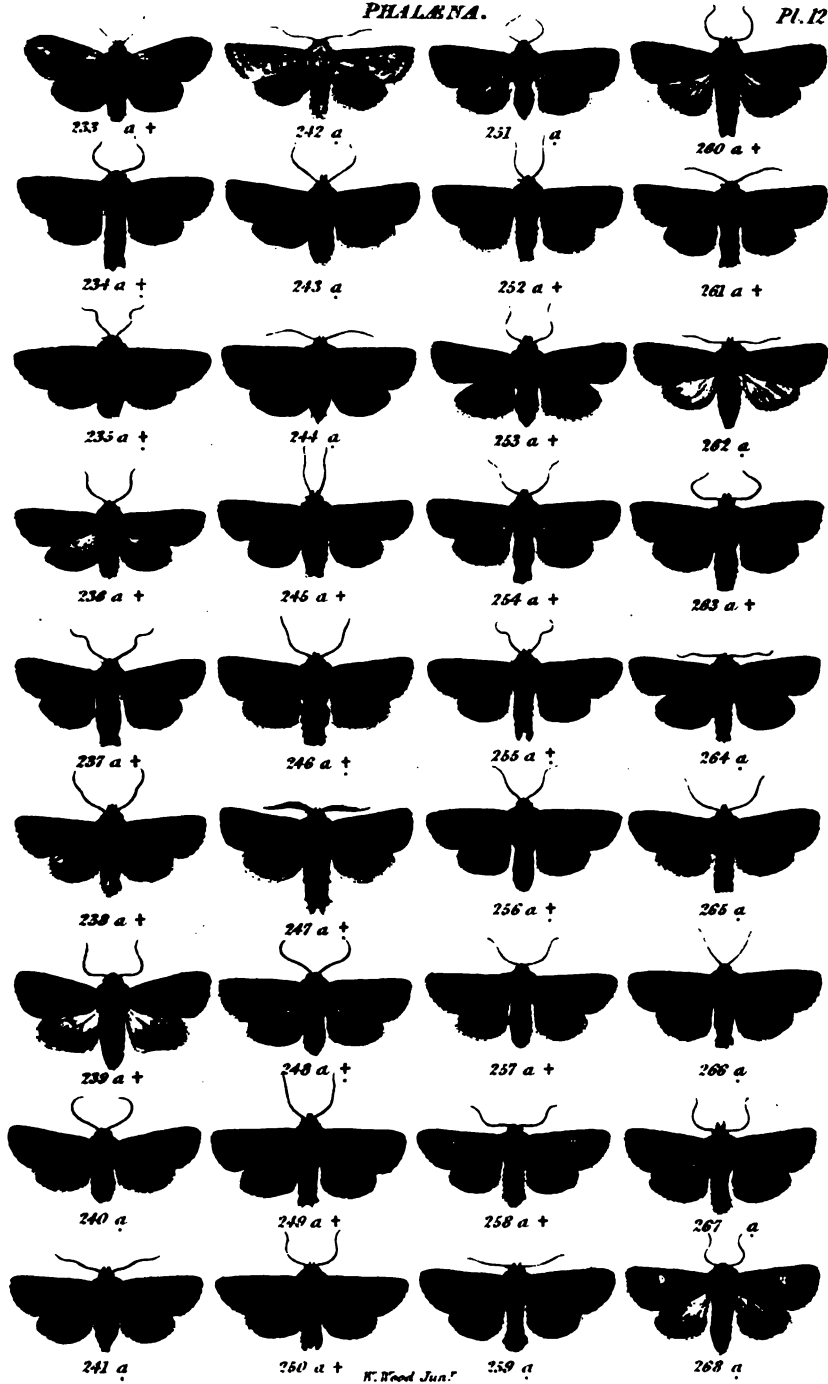 PHALÆNA.
Pl. 12
233 a +
242 a
251 a
260 a +
234 a +
243 a
252 a +
261 a +
235 a +
244 a
253 a +
262 a
236 a +
245 a +
254 a +
263 a +
237 a +
246 a +
255 a +
264 a
238 a +
247 a +
256 a +
265 a
239 a +
248 a +
257 a +
266 a
240 a
249 a +
258 a +
267 a
241 a
250 a +
259 a
268 a
W. Wood Junr